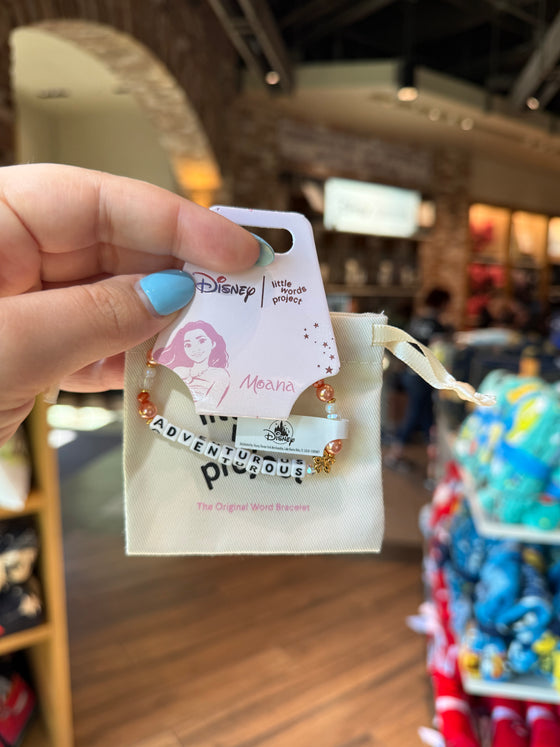 Disney | little words project
Moana
Disney
ADVENTUROUS
project
The Original Word Bracelet